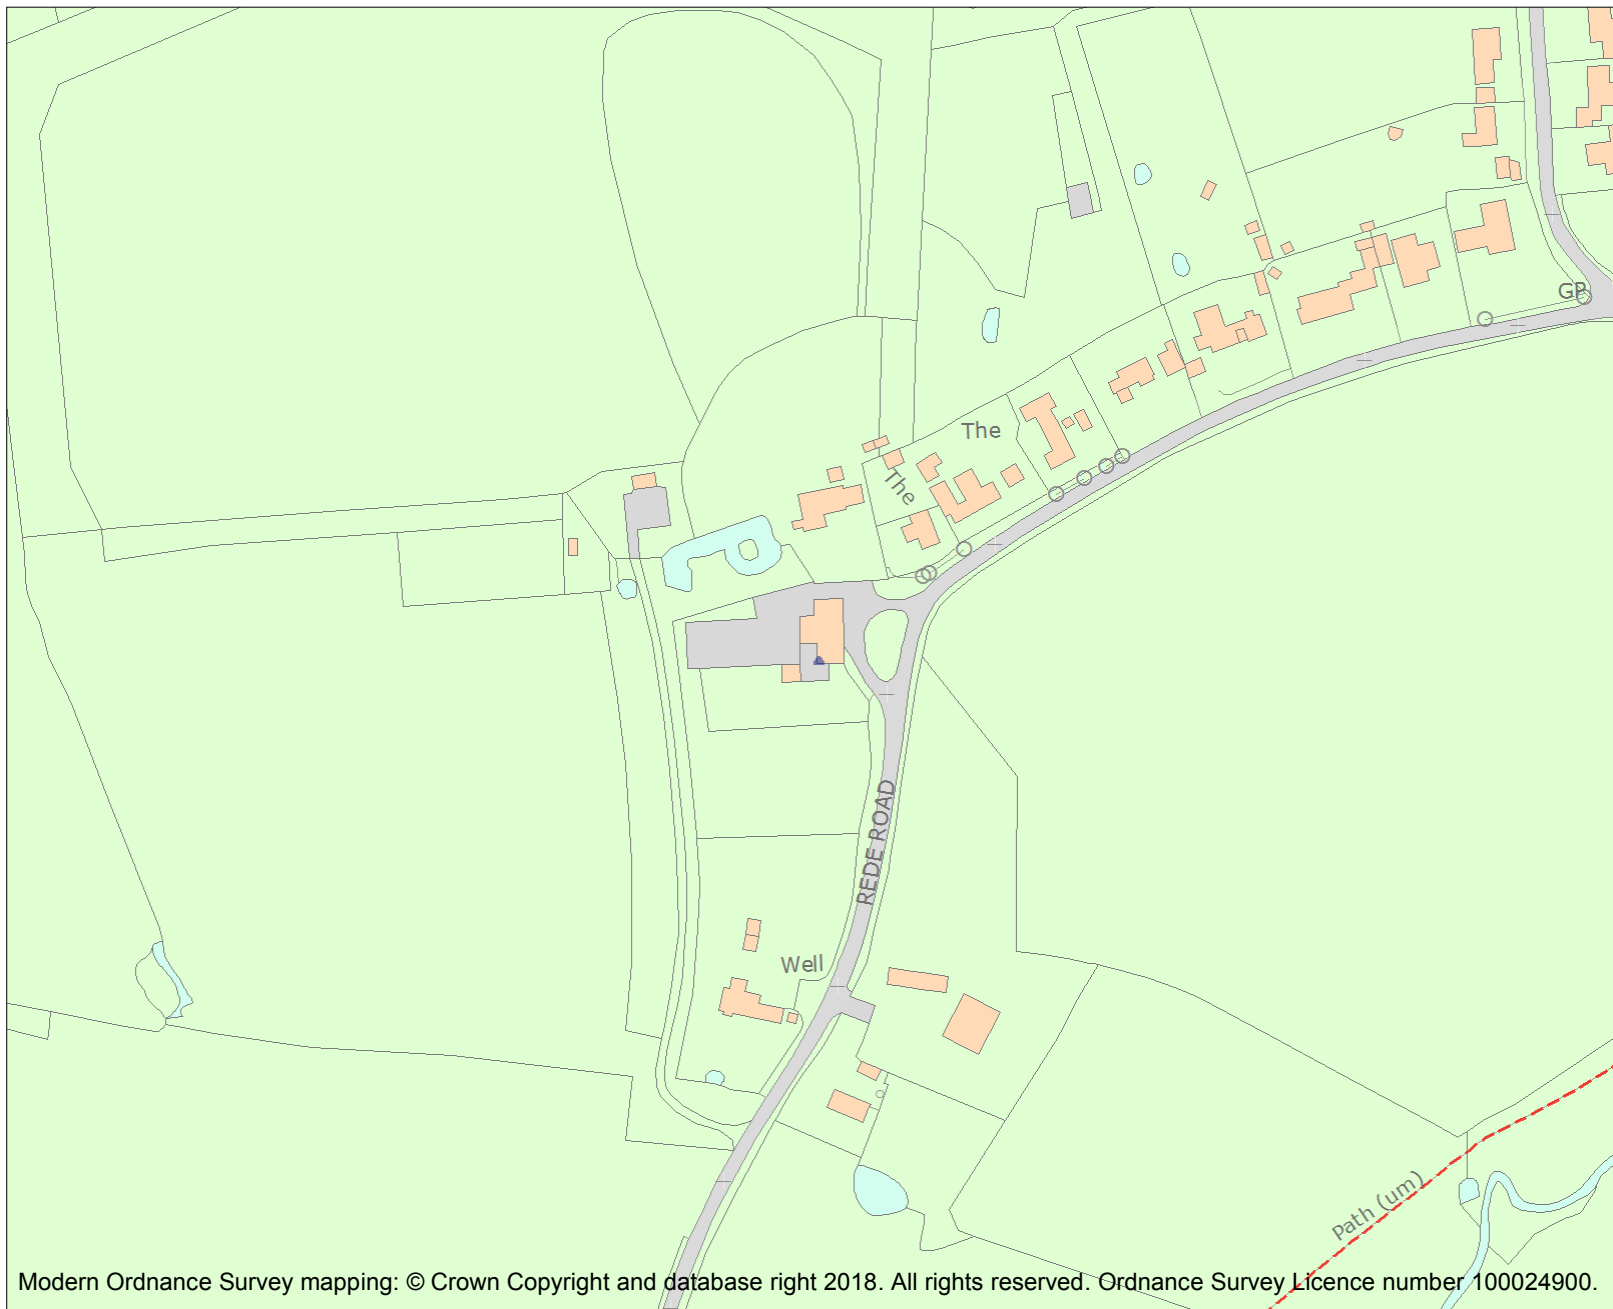 GP
The
The
REDE ROAD
Well
Path (um)
Modern Ordnance Survey mapping: © Crown Copyright and database right 2018. All rights reserved. Ordnance Survey Licence number 100024900.